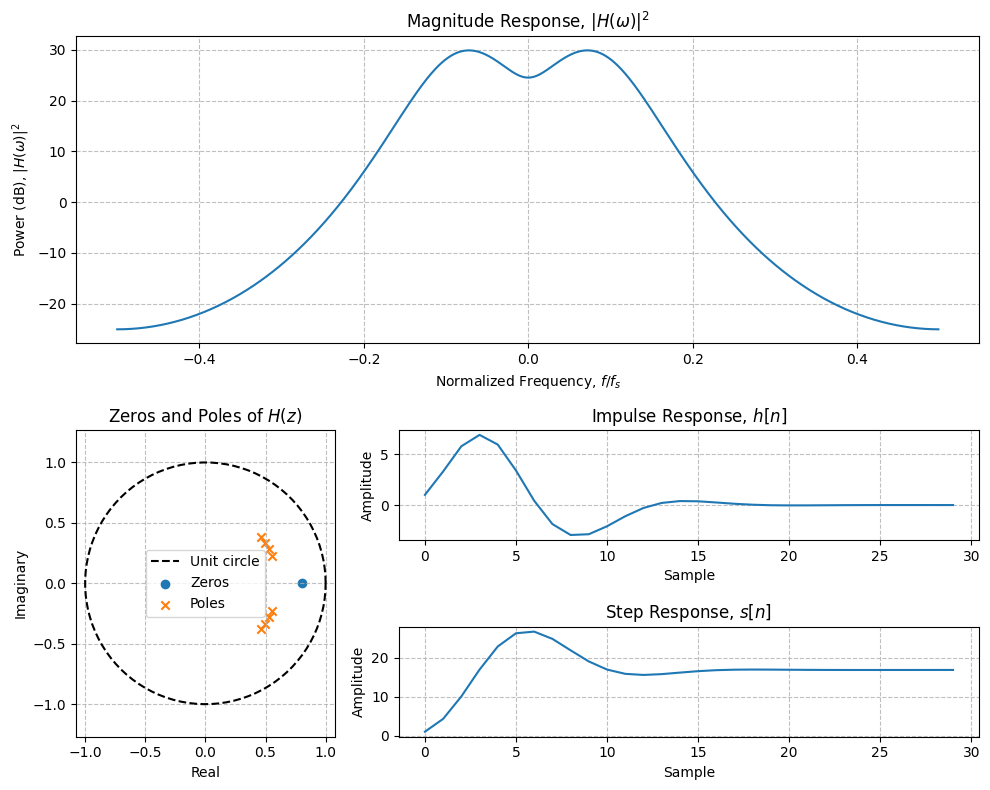 Magnitude Response, $|H(\omega)|^2$
30
20
10
0
−10
−20
Power (dB), $|H(\omega)|^2$
−0.4
−0.2
0.0
0.2
0.4
Normalized Frequency, $f/f_s$
Zeros and Poles of $H(z)$
1.0
0.5
0.0
−0.5
−1.0
Imaginary
Unit circle
Zeros
Poles
−1.0
−0.5
0.0
0.5
1.0
Real
Impulse Response, $h[n]$
5
0
Amplitude
0
5
10
15
20
25
30
Sample
Step Response, $s[n]$
20
10
0
Amplitude
0
5
10
15
20
25
30
Sample